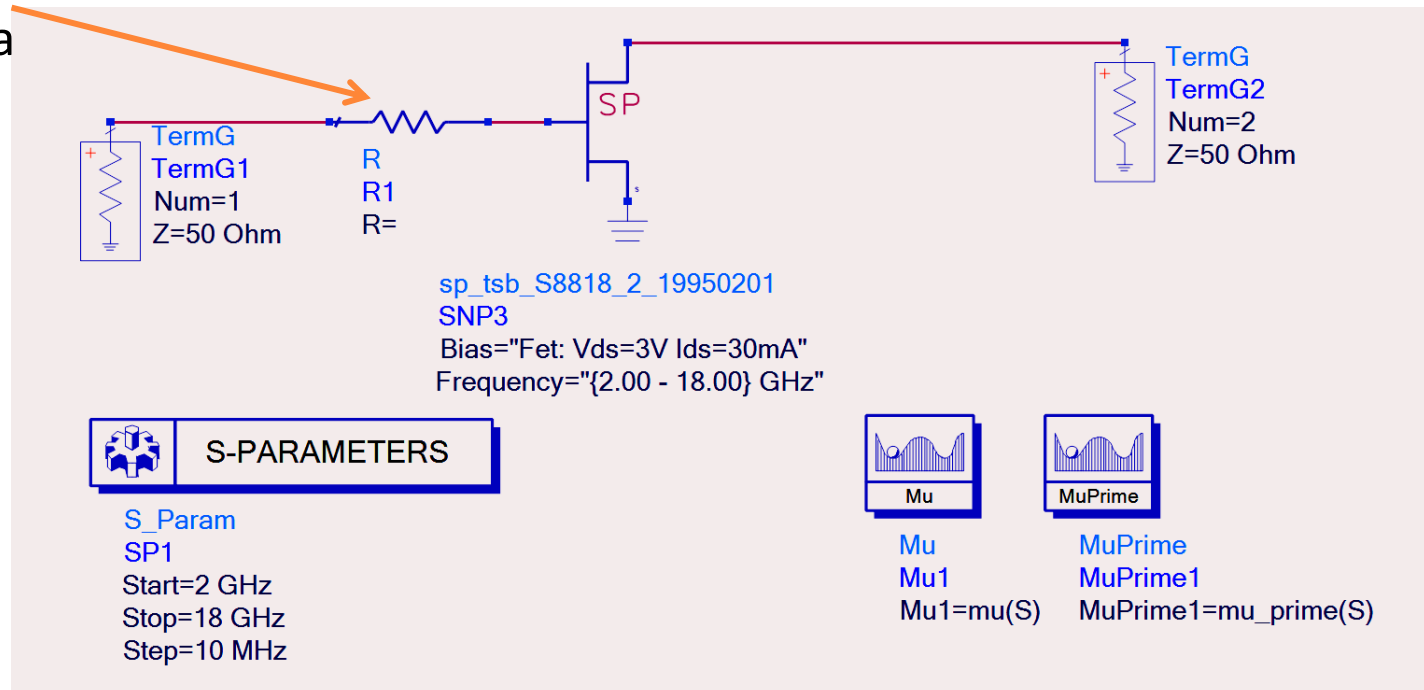 a
TermG
TermG1
Num=1
Z=50 Ohm
+
R
R1
R=
SP
s
TermG
TermG2
Num=2
Z=50 Ohm
+
sp_tsb_S8818_2_19950201
SNP3
Bias="Fet: Vds=3V Ids=30mA"
Frequency="{2.00 - 18.00} GHz"
S-PARAMETERS
S_Param
SP1
Start=2 GHz
Stop=18 GHz
Step=10 MHz
Mu
Mu
Mu1
Mu1=mu(S)
MuPrime
MuPrime
MuPrime1
MuPrime1=mu_prime(S)